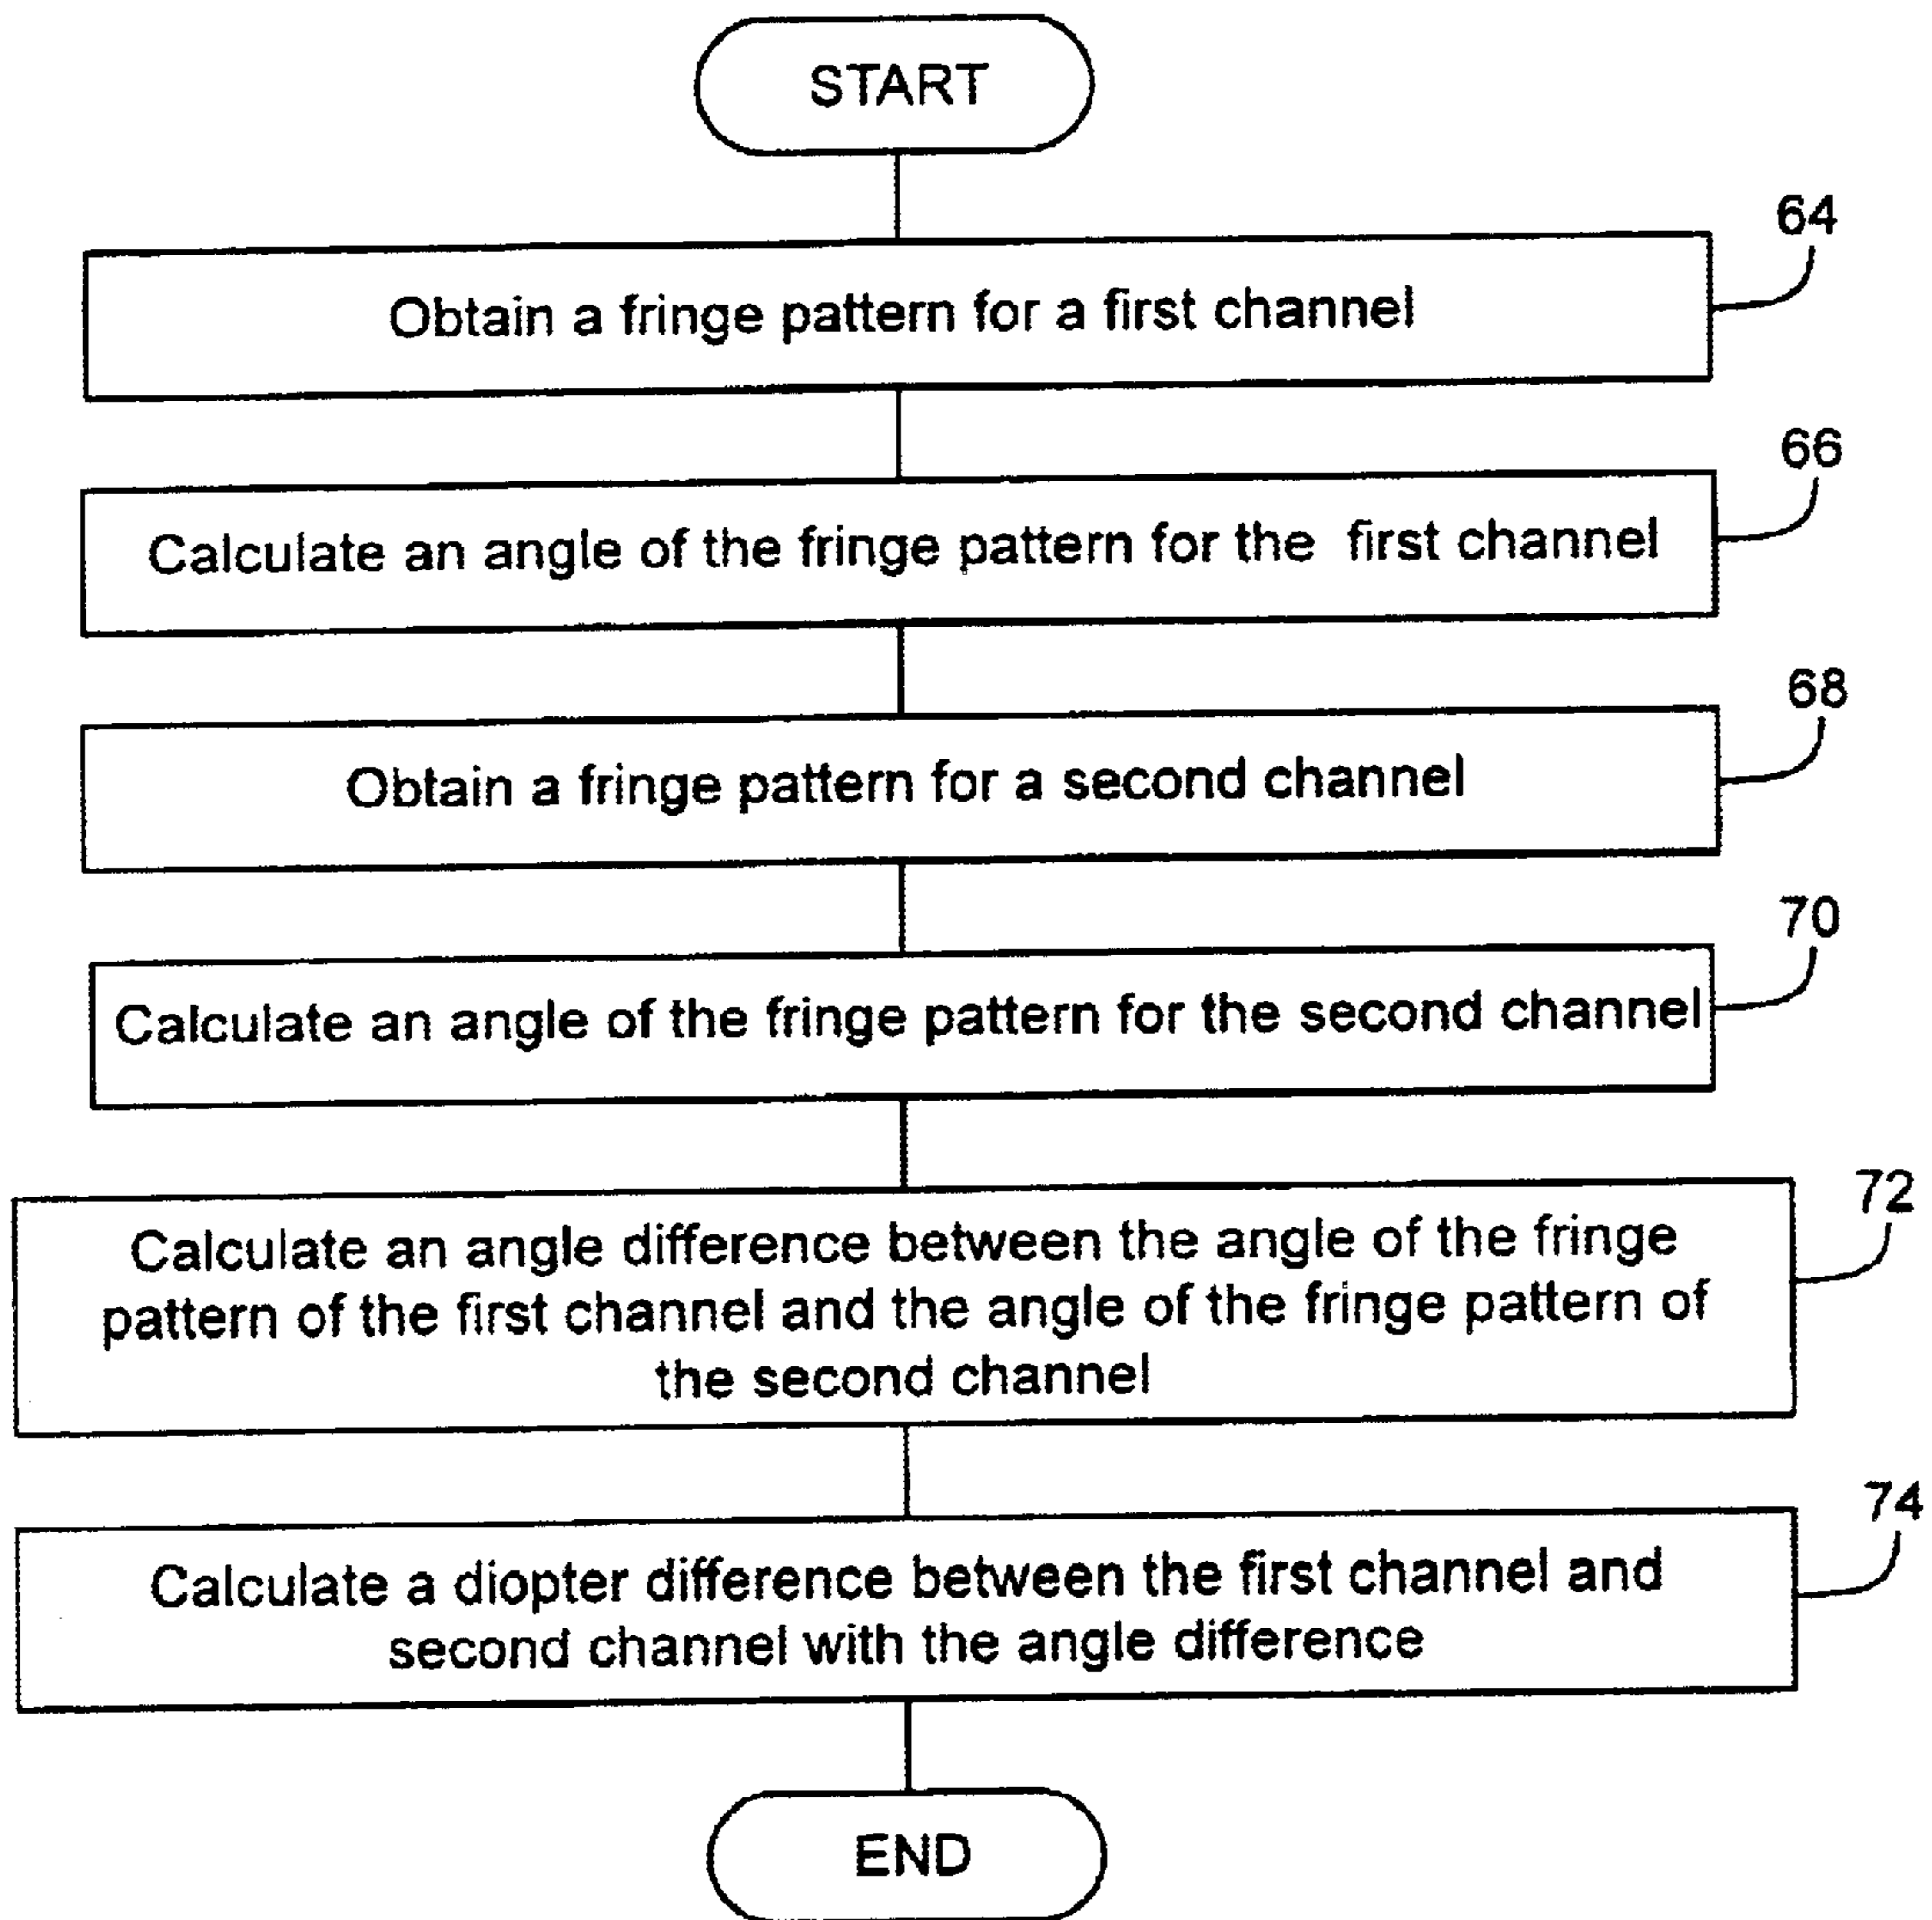 START
64
Obtain a fringe pattern for a first channel
66
Calculate an angle of the fringe pattern for the first channel
68
Obtain a fringe pattern for a second channel
70
Calculate an angle of the fringe pattern for the second channel
72
Calculate an angle difference between the angle of the fringe
pattern of the first channel and the angle of the fringe pattern of
the second channel
74
Calculate a diopter difference between the first channel and
second channel with the angle difference
END